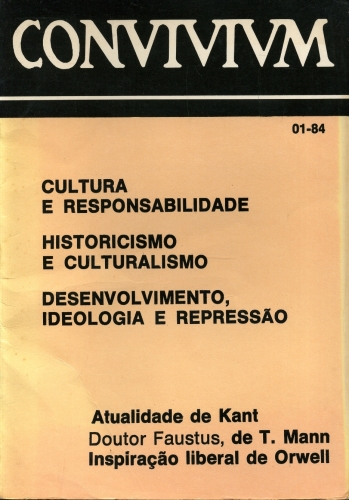 CONVIVIVM
01-84
CULTURA
E RESPONSABILIDADE
HISTORICISMO
E CULTURALISMO
DESENVOLVIMENTO,
IDEOLOGIA E REPRESSÃO
Atualidade de Kant
Doutor Faustus, de T. Mann
Inspiração liberal de Orwell